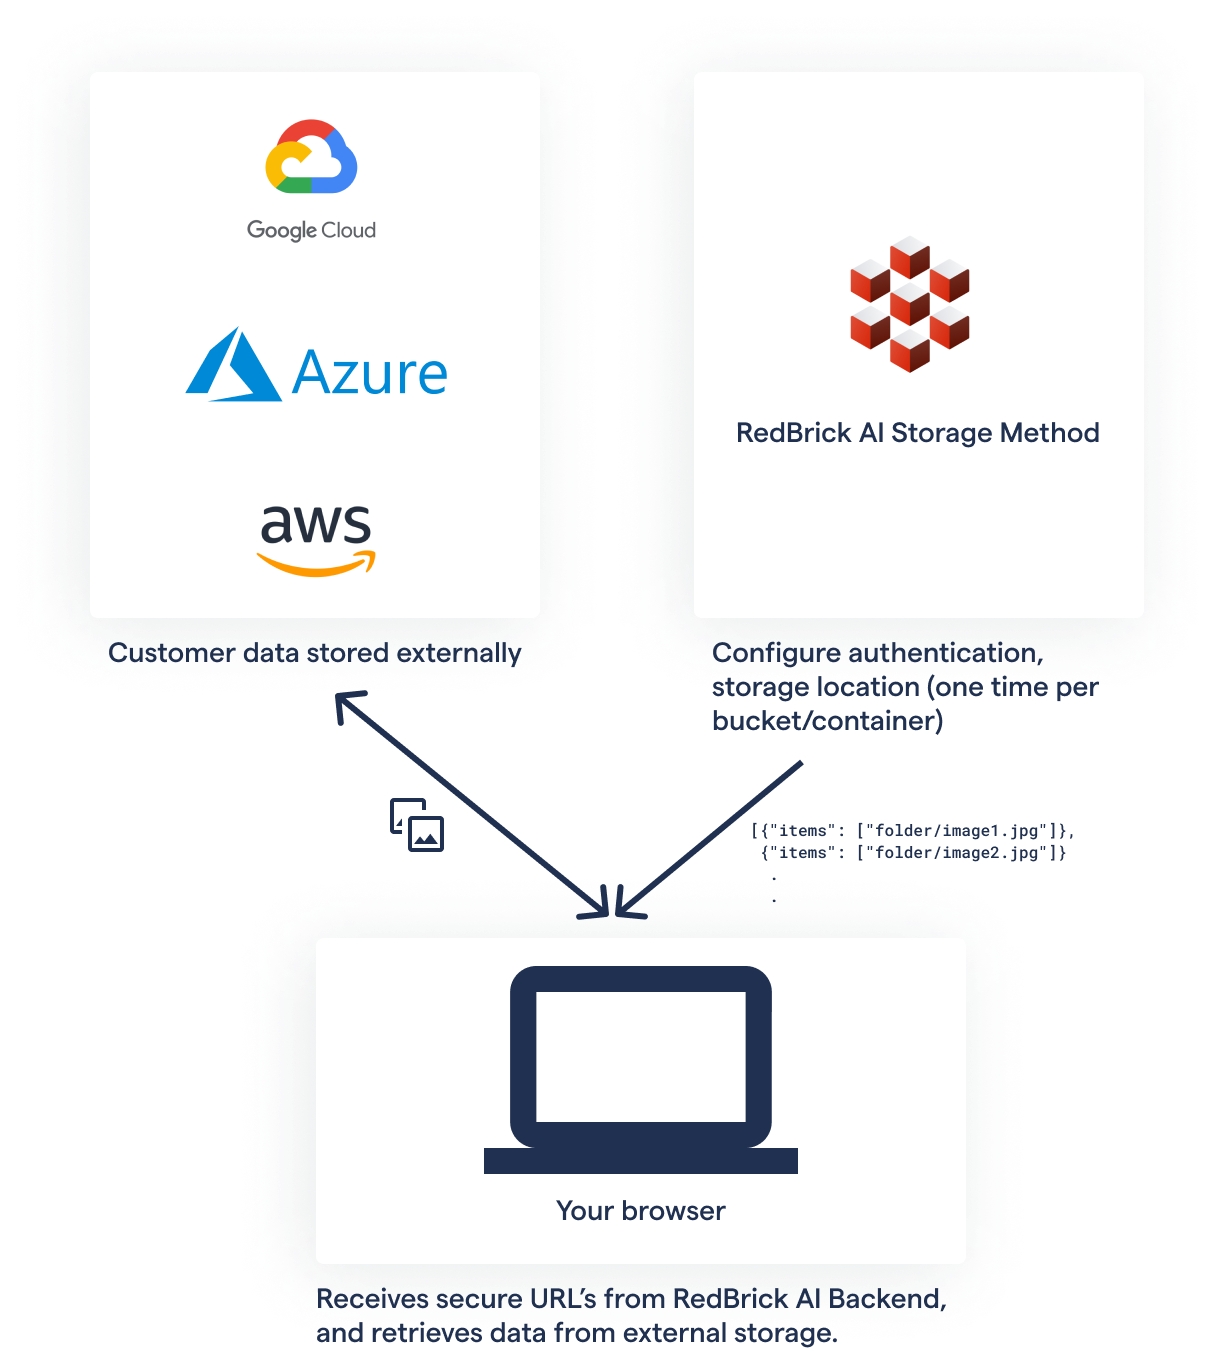 Google Cloud
Azure
aws
RedBrick AI Storage Method
Customer data stored externally
Configure authentication,
storage location (one time per
bucket/container)
[{"items": ["folder/image1.jpg"]},
{"items": ["folder/image2.jpg"]}
.
.
Your browser
Receives secure URL’s from RedBrick AI Backend,
and retrieves data from external storage.